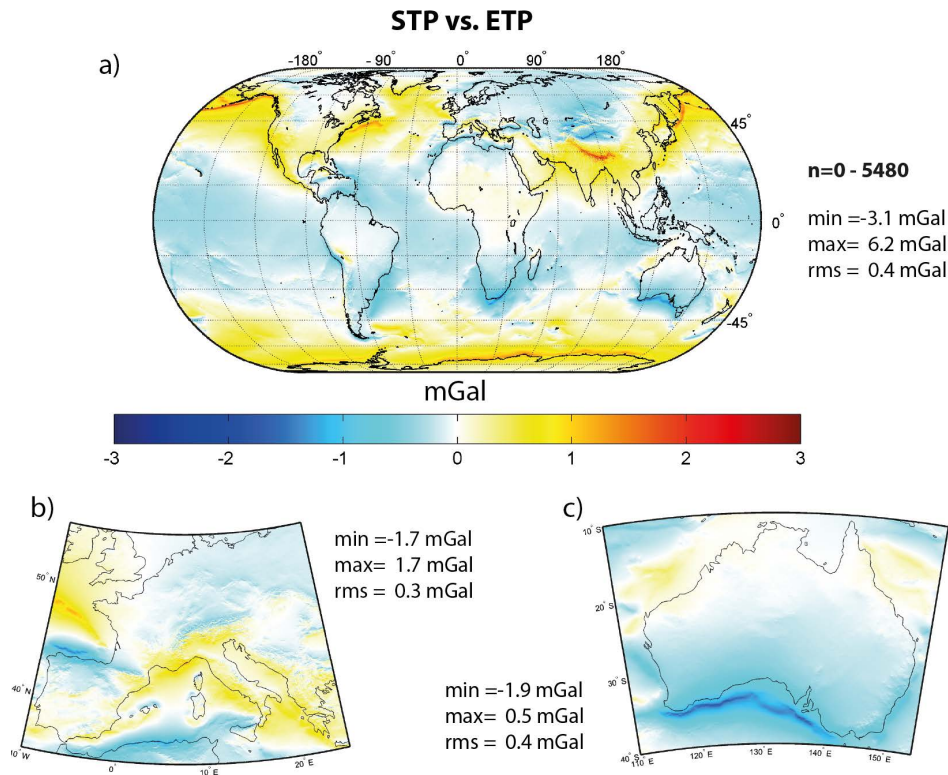 STP vs. ETP
a)
-180° -90° 0° 90° 180°
45°
n=0 - 5480
min =-3.1 mGal
0°
max= 6.2 mGal
rms = 0.4 mGal
-45°
mGal
-3 -2 -1 0 1 2 3
b)
c)
min =-1.7 mGal
max= 1.7 mGal
rms = 0.3 mGal
50°N
40°N
10°W
0° 10°E 20°E
10°S
20°S
30°S
40°S
110°E 120°E 130°E 140°E 150°E
min =-1.9 mGal
max= 0.5 mGal
rms = 0.4 mGal